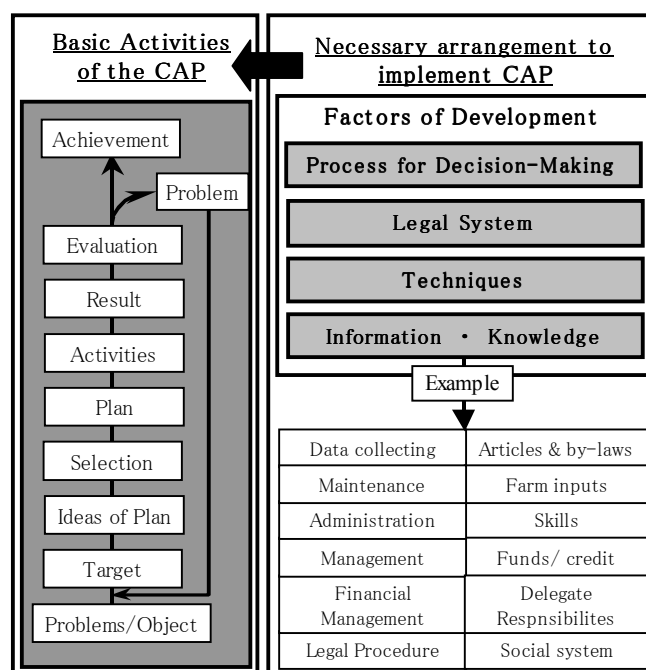 Basic Activities
of the CAP
Achievement
Problem
Evaluation
Result
Activities
Plan
Selection
Ideas of Plan
Target
Problems/Object
Necessary arrangement to
implement CAP
Factors of Development
Process for Decision-Making
Legal System
Techniques
Information ・ Knowledge
Example
Data collecting
Articles & by-laws
Maintenance
Farm inputs
Administration
Skills
Management
Funds/ credit
Financial
Management
Delegate
Respnsibilites
Legal Procedure
Social system